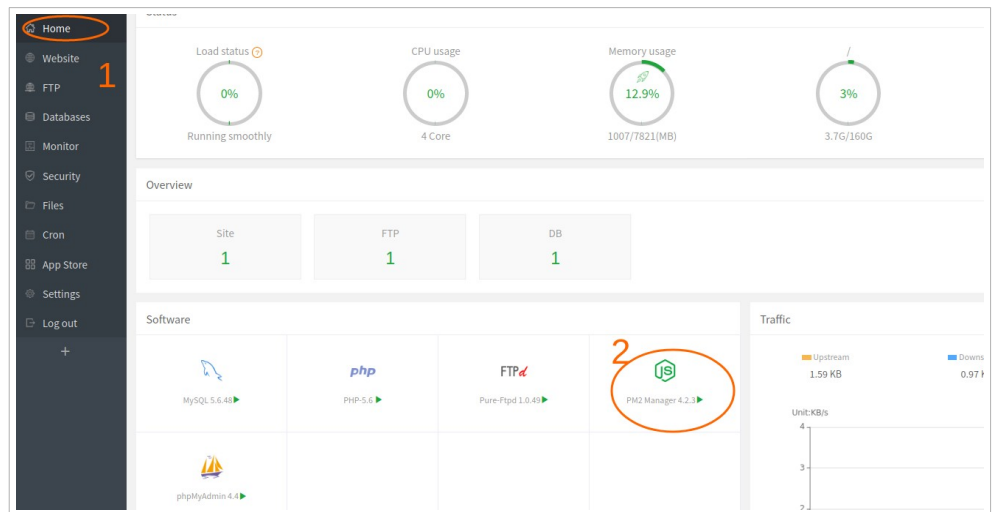 Status
Home
Website
1
FTP
Databases
Monitor
Security
Files
Cron
App Store
Settings
Log out
+
Load status ?
CPU usage
Memory usage
/
0%
0%
12.9%
3%
Running smoothly
4 Core
1007/7821(MB)
3.7G/160G
Overview
Site
FTP
DB
1
1
1
Software
2
php
FTPd
JS
MySQL 5.6.48
PHP-5.6
Pure-Ftpd 1.0.49
PM2 Manager 4.2.3
phpMyAdmin 4.4
Traffic
Upstream
Downs
1.59 KB
0.97
Unit:KB/s
4
3
2